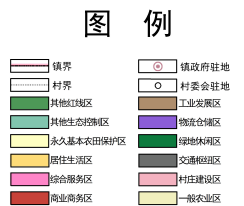 图 例
镇界
镇政府驻地
村界
村委会驻地
其他红线区
工业发展区
其他生态控制区
物流仓储区
永久基本农田保护区
绿地休闲区
居住生活区
交通枢纽区
综合服务区
村庄建设区
商业商务区
一般农业区